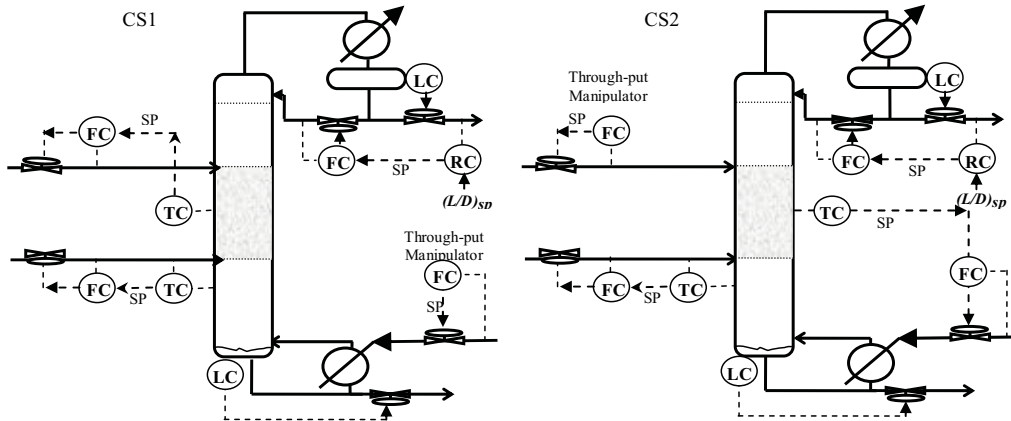 CS1
LC
SP
FC
FC
SP
RC
TC
(L/D)sp
Through-put
Manipulator
FC
FC
SP
TC
SP
LC
CS2
LC
Through-put
Manipulator
SP
FC
FC
SP
RC
TC
SP
(L/D)sp
FC
FC
SP
TC
LC